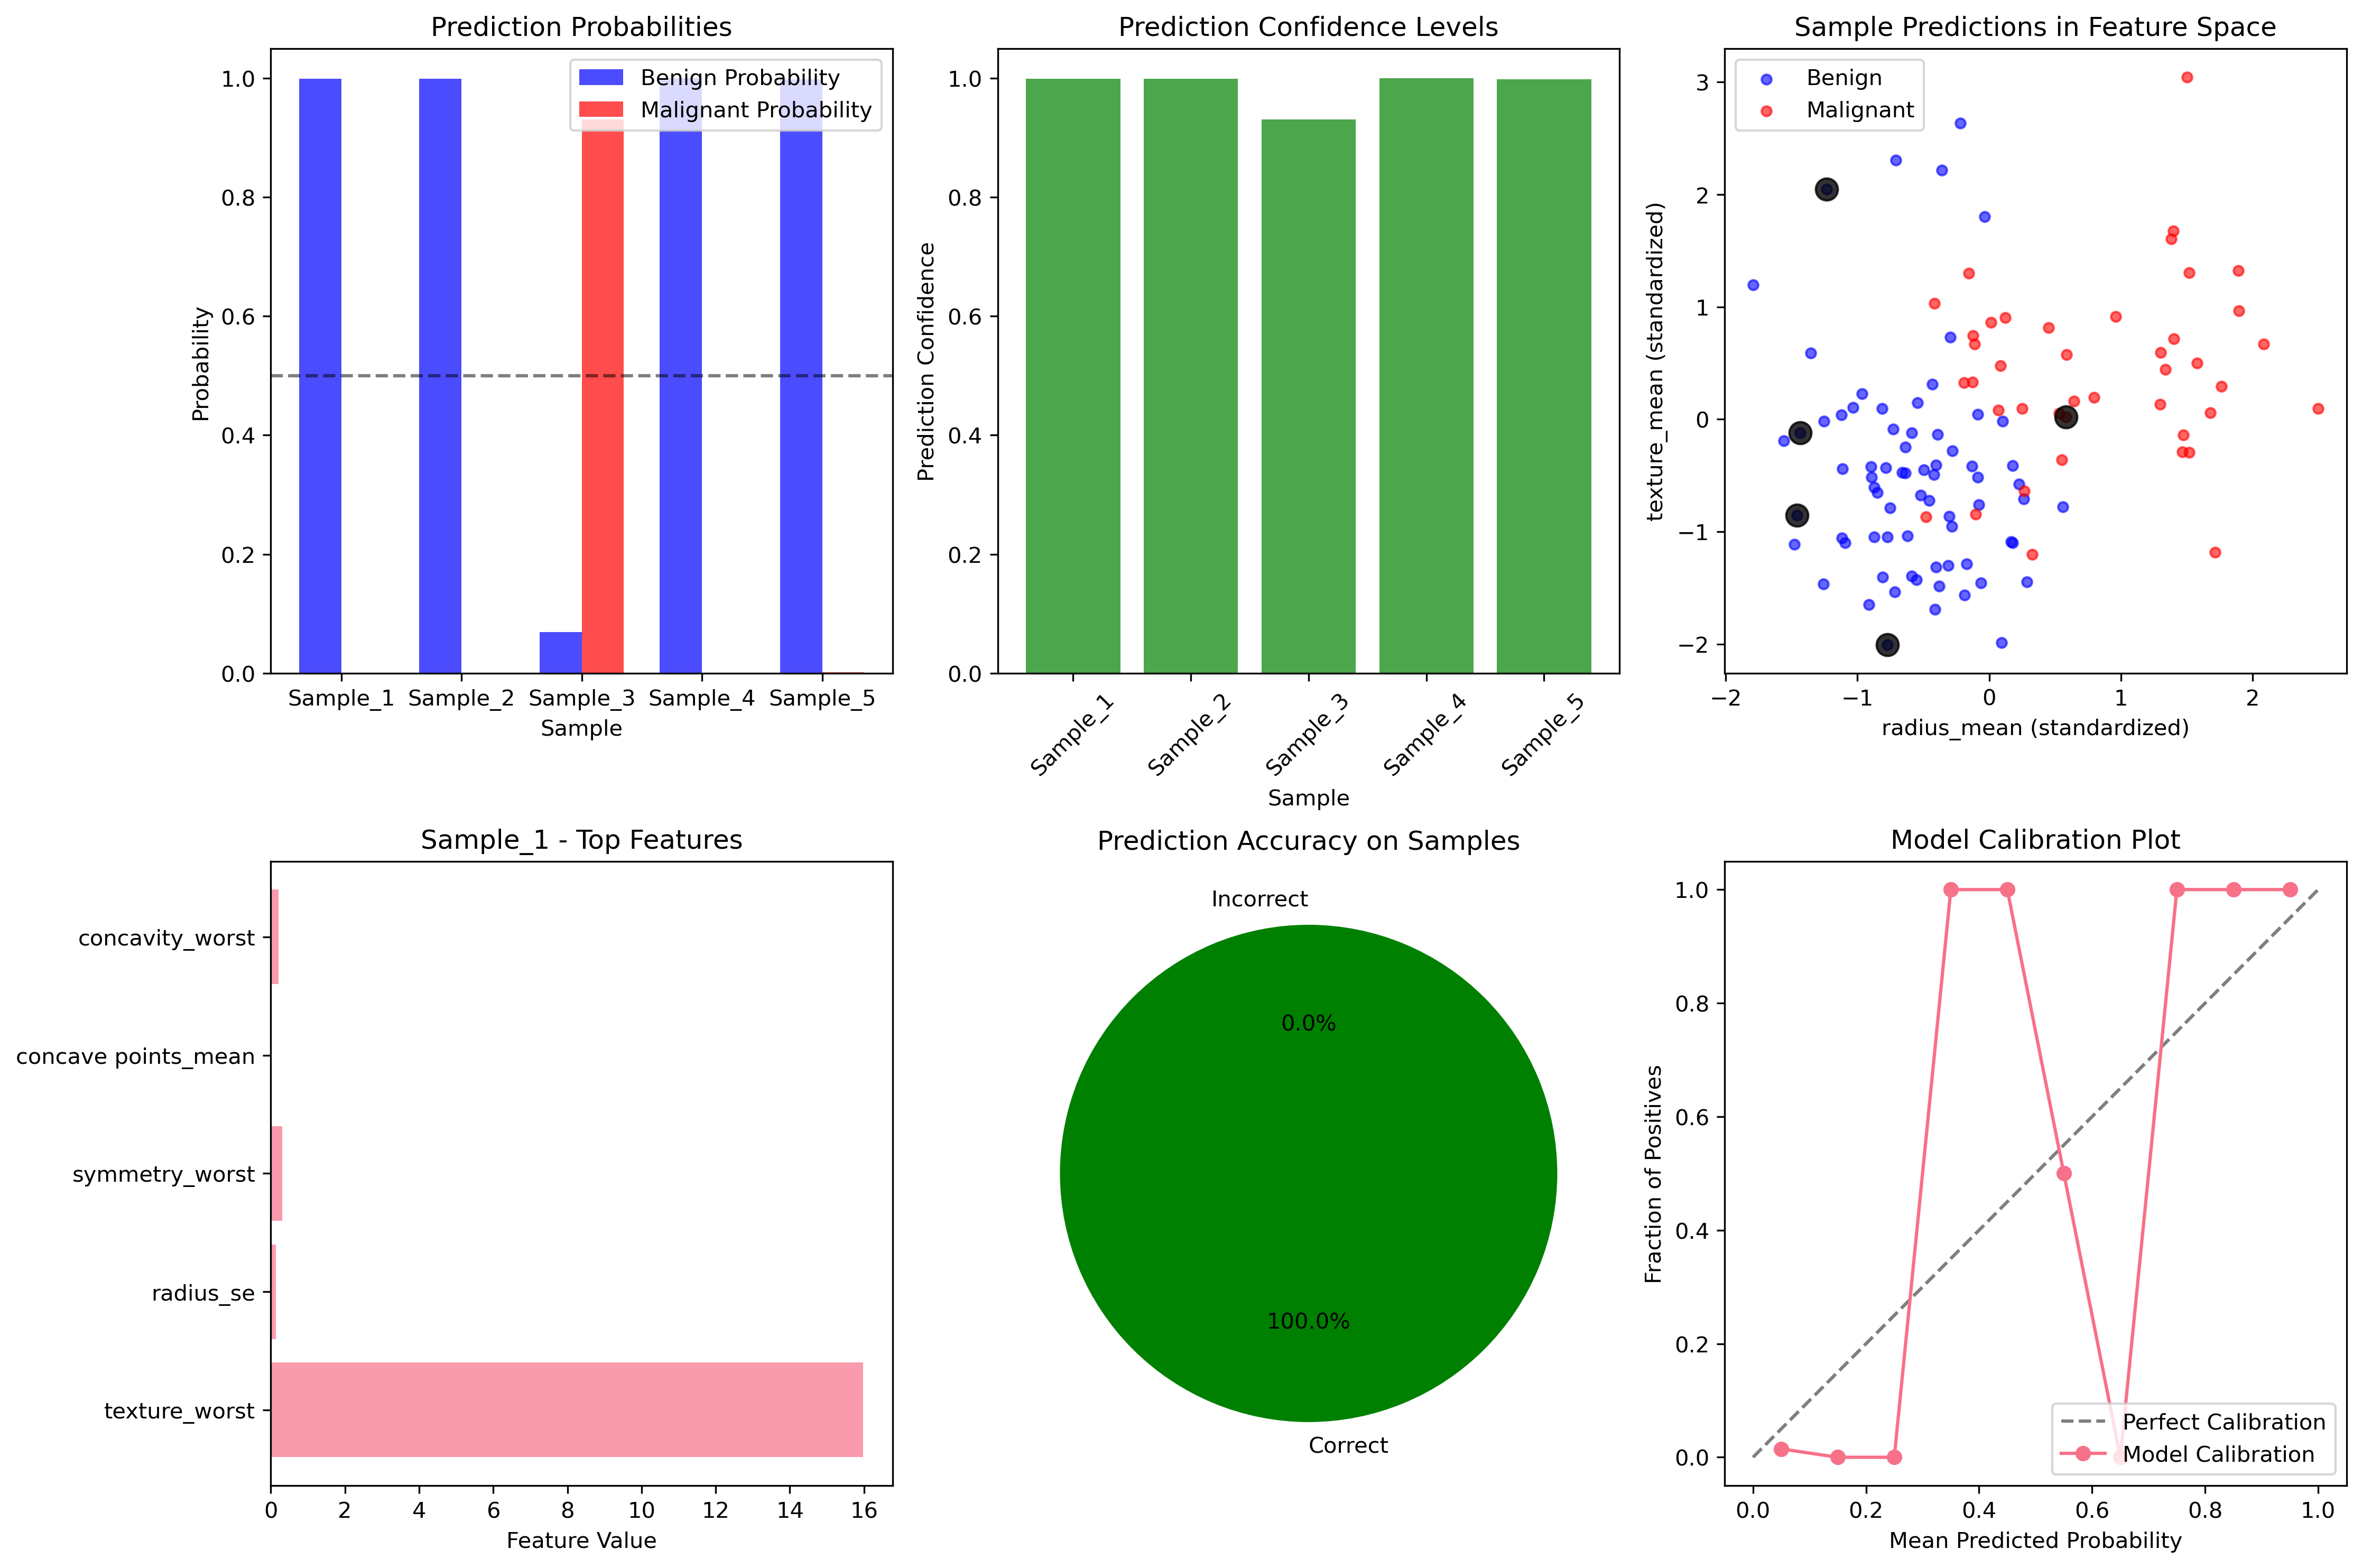 Prediction Probabilities
Benign Probability
Malignant Probability
1.0
0.8
0.6
0.4
0.2
0.0
Probability
Sample_1 Sample_2 Sample_3 Sample_4 Sample_5
Sample
Prediction Confidence Levels
1.0
0.8
0.6
0.4
0.2
0.0
Prediction Confidence
Sample_1
Sample_2
Sample_3
Sample_4
Sample_5
Sample
Sample Predictions in Feature Space
Benign
Malignant
3
2
1
0
−1
−2
texture_mean (standardized)
−2 −1 0 1 2
radius_mean (standardized)
Sample_1 - Top Features
concavity_worst
concave points_mean
symmetry_worst
radius_se
texture_worst
0 2 4 6 8 10 12 14 16
Feature Value
Prediction Accuracy on Samples
Incorrect
0.0%
100.0%
Correct
Model Calibration Plot
1.0
0.8
0.6
0.4
0.2
0.0
Fraction of Positives
Perfect Calibration
Model Calibration
0.0 0.2 0.4 0.6 0.8 1.0
Mean Predicted Probability